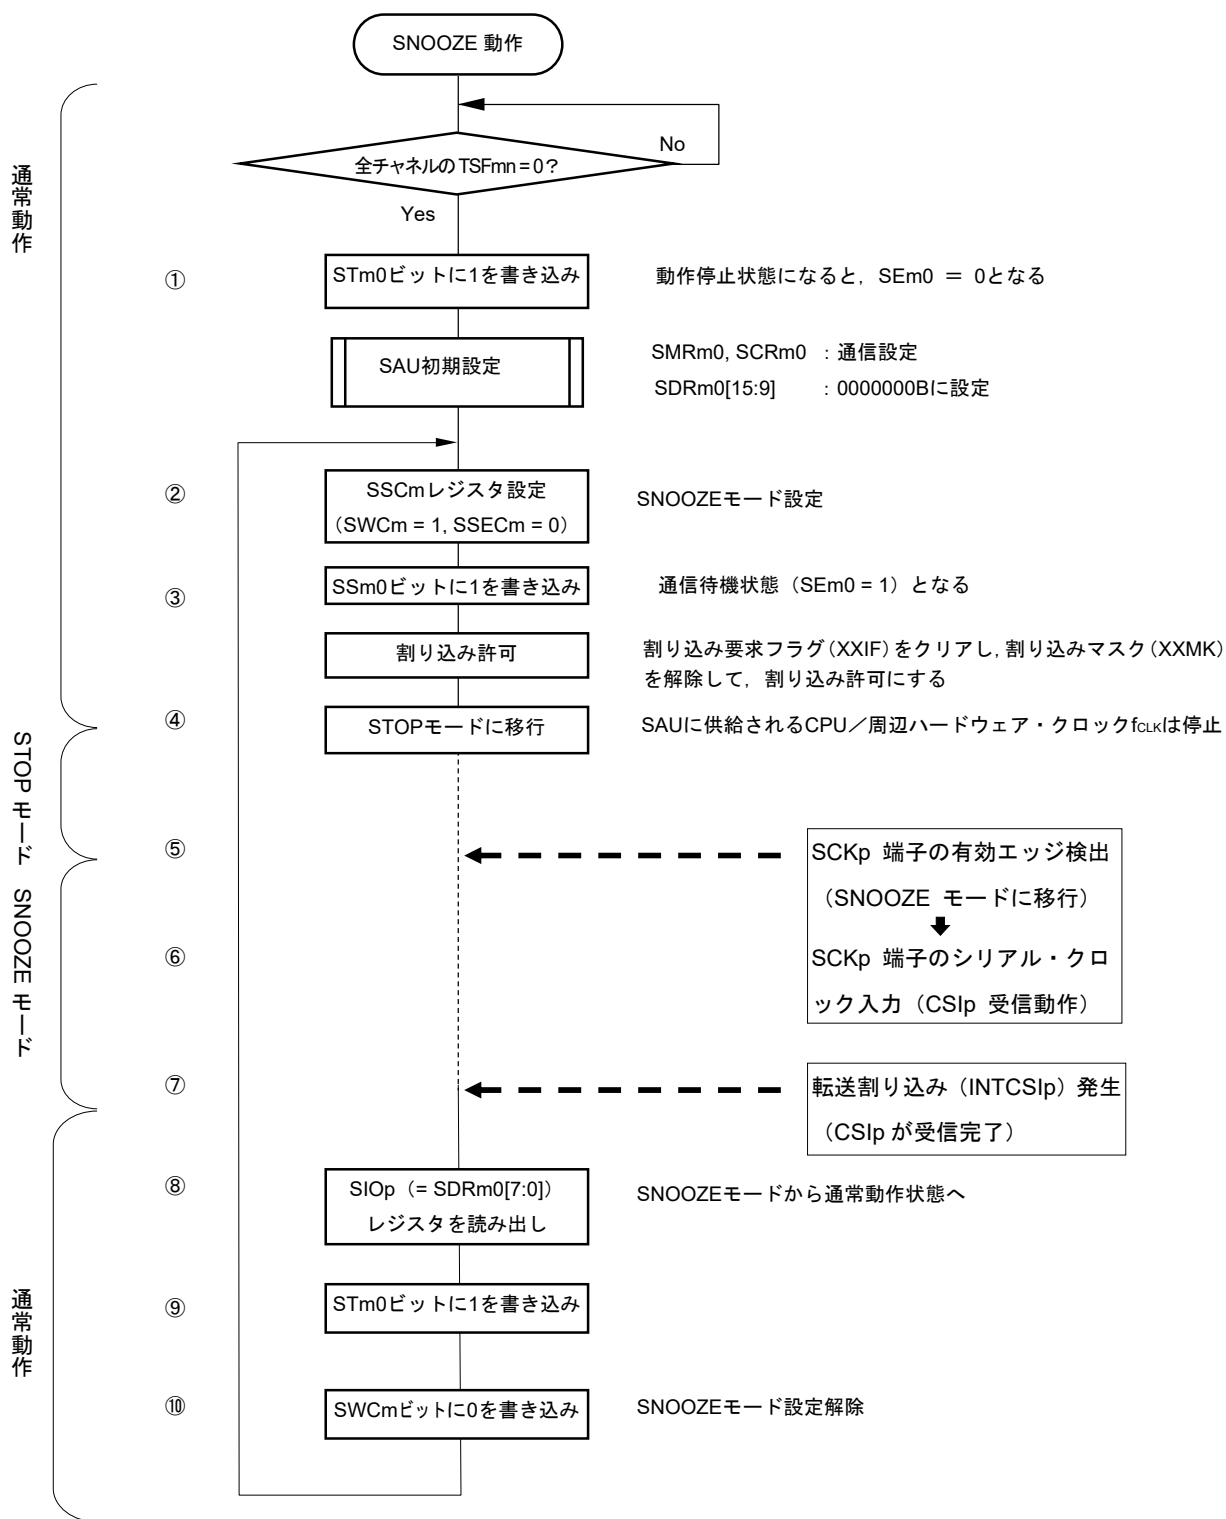 SNOOZE 動作
No
全チャネルの TSFmn = 0？
Yes
通常動作
① STm0ビットに1を書き込み 動作停止状態になると，SEm0 ＝ 0となる
SAU初期設定
SMRm0, SCRm0 ：通信設定
SDRm0[15:9] ：0000000Bに設定
② SSCmレジスタ設定
（SWCm = 1, SSECm = 0）
SNOOZEモード設定
③ SSm0ビットに1を書き込み 通信待機状態（SEm0 = 1）となる
割り込み許可
割り込み要求フラグ（XXIF）をクリアし，割り込みマスク（XXMK）
を解除して，割り込み許可にする
④ STOPモードに移行 SAUに供給されるCPU／周辺ハードウェア・クロックfCLKは停止
STOP モード
⑤ SCKp 端子の有効エッジ検出
（SNOOZE モードに移行）
SNOOZE モード
⑥ SCKp 端子のシリアル・クロ
ック入力（CSIp 受信動作）
⑦ 転送割り込み（INTCSIp）発生
（CSIp が受信完了）
⑧ SIOp（= SDRm0[7:0]）
レジスタを読み出し
SNOOZEモードから通常動作状態へ
通常動作
⑨ STm0ビットに1を書き込み
⑩ SWCmビットに0を書き込み SNOOZEモード設定解除